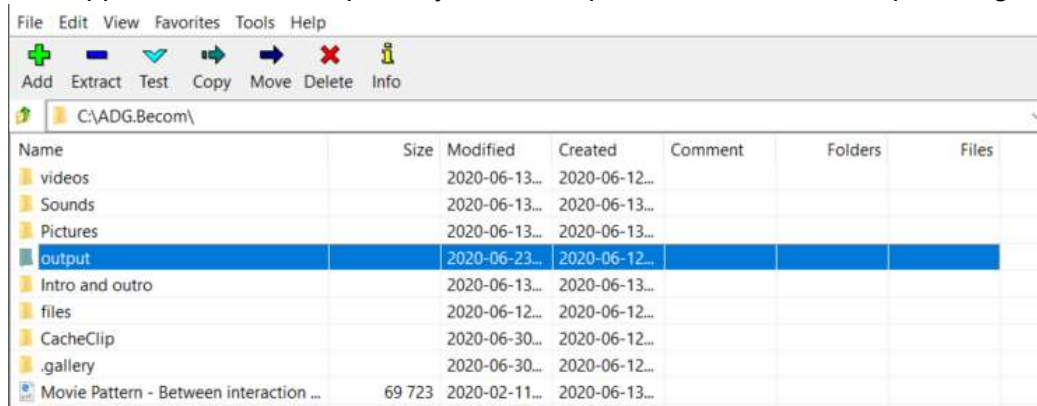 File Edit View Favorites Tools Help
Add Extract Test Copy Move Delete Info
C:\ADG.Becom\
Name Size Modified Created Comment Folders Files
videos 2020-06-13... 2020-06-12...
Sounds 2020-06-13... 2020-06-13...
Pictures 2020-06-13... 2020-06-13...
output 2020-06-23... 2020-06-12...
Intro and outro 2020-06-13... 2020-06-13...
files 2020-06-12... 2020-06-12...
CacheClip 2020-06-30... 2020-06-12...
.gallery 2020-06-30... 2020-06-12...
Movie Pattern - Between interaction ... 69 723 2020-02-11... 2020-06-13...